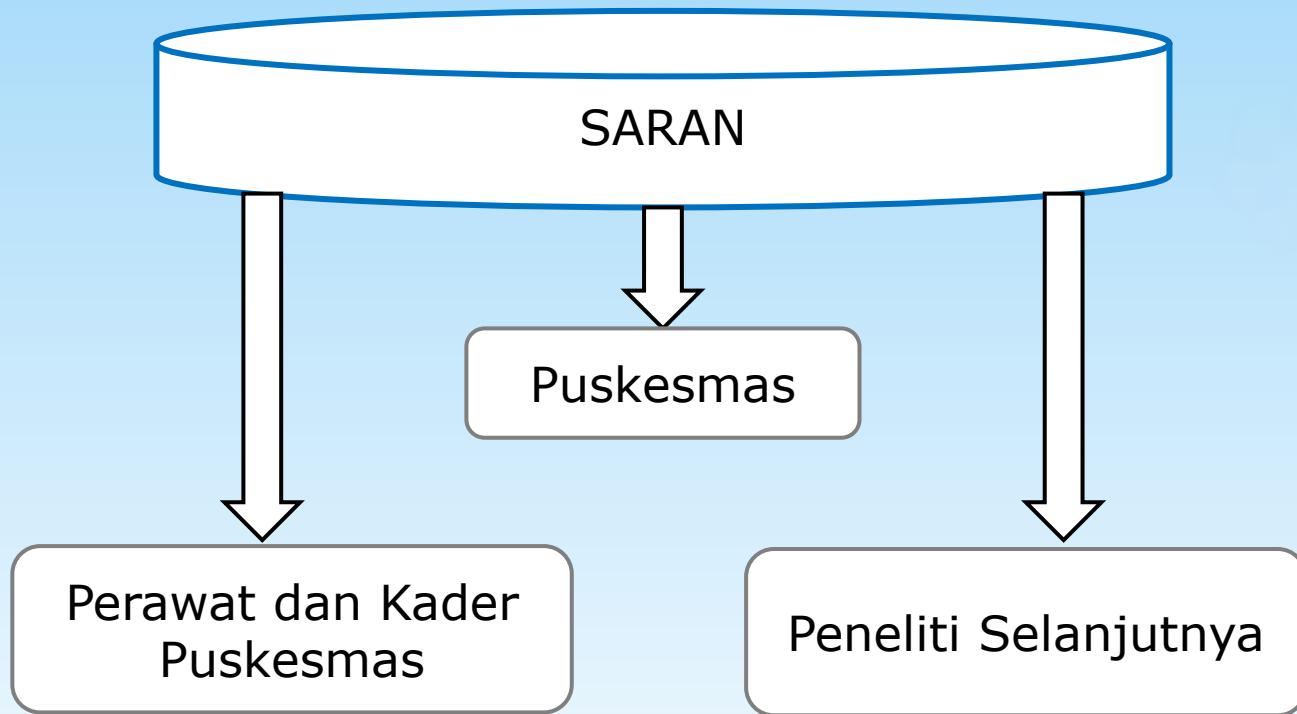 SARAN
Puskesmas
Perawat dan Kader
Puskesmas
Peneliti Selanjutnya